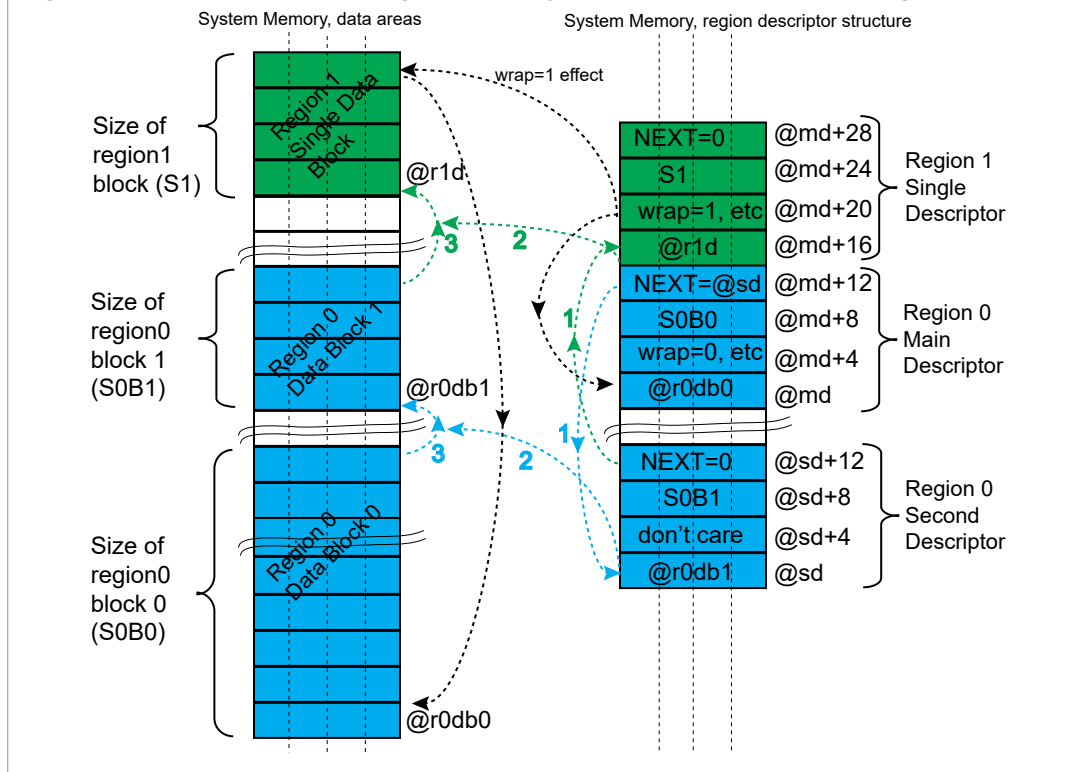 System Memory, data areas
System Memory, region descriptor structure
wrap=1 effect
Size of
region1
block (S1)
Region 1
Single Data
Block
@r1d
3
2
Size of
region0
block 1
(S0B1)
Region 0
Data Block 1
@r0db1
3
2
1
1
Size of
region0
block 0
(S0B0)
Region 0
Data Block 0
@r0db0
NEXT=0
@md+28
S1
@md+24
wrap=1, etc
@md+20
@r1d
@md+16
Region 1
Single
Descriptor
NEXT=@sd
@md+12
S0B0
@md+8
wrap=0, etc
@md+4
@r0db0
@md
Region 0
Main
Descriptor
NEXT=0
@sd+12
S0B1
@sd+8
don't care
@sd+4
@r0db1
@sd
Region 0
Second
Descriptor